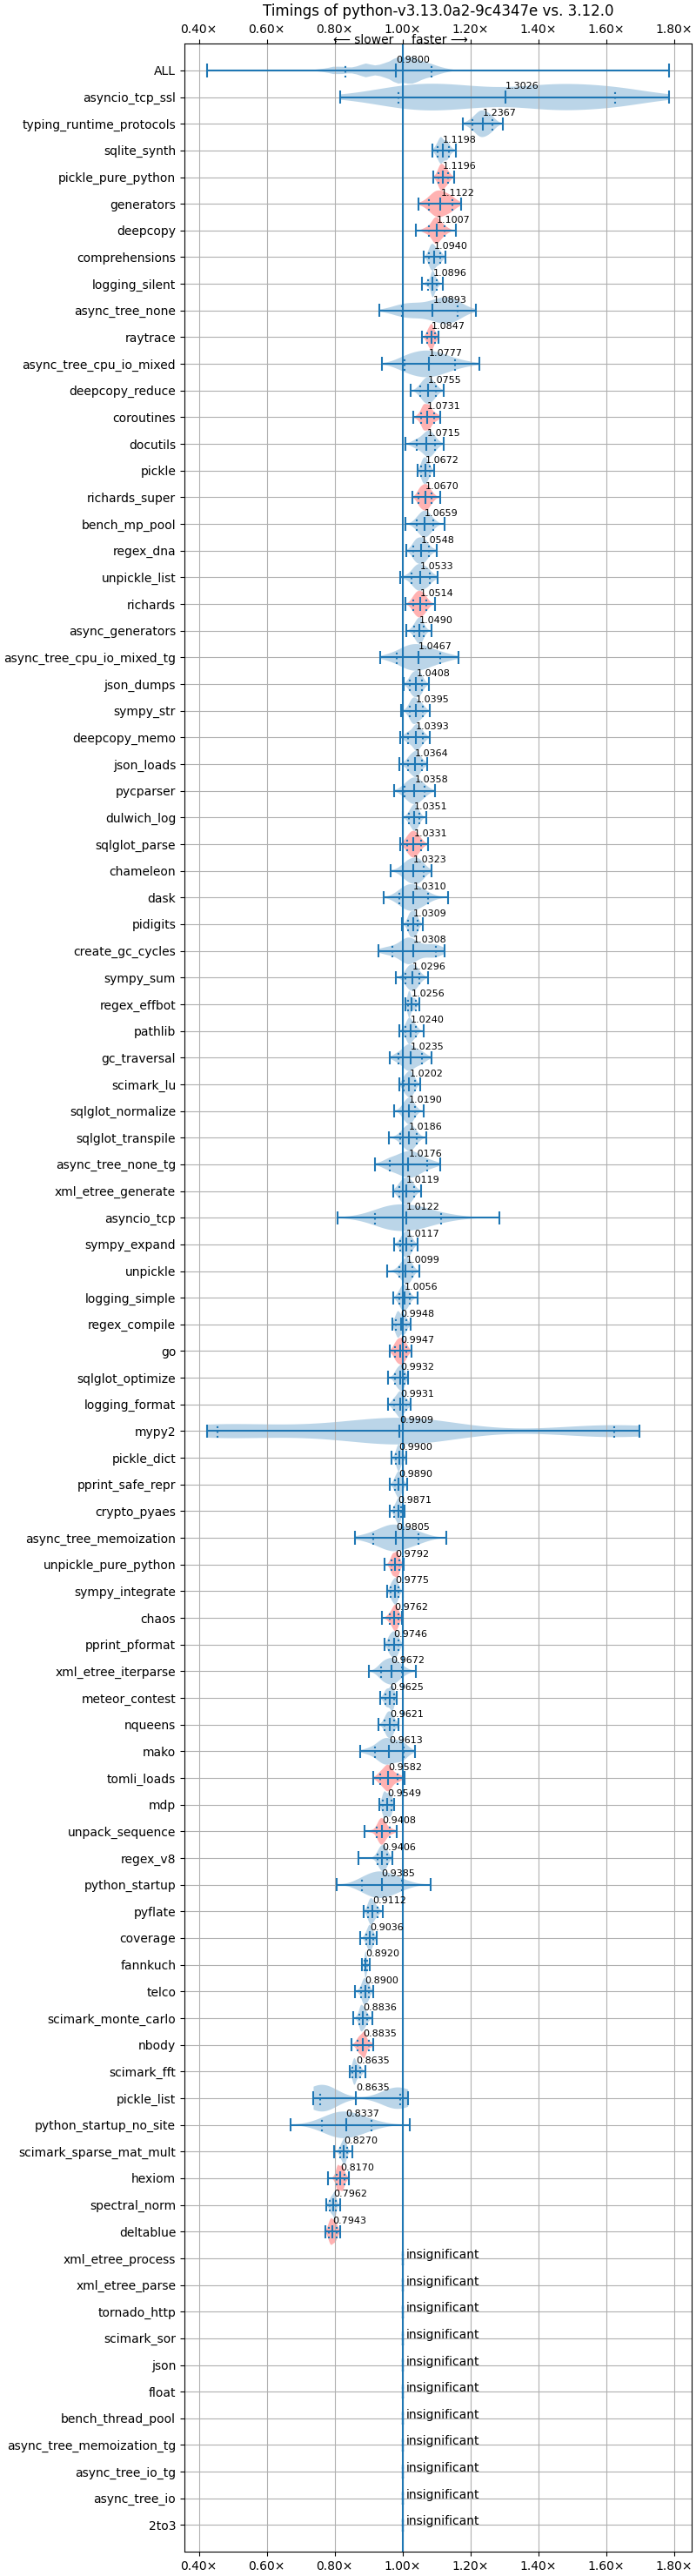 Timings of python-v3.13.0a2-9c4347e vs. 3.12.0
0.40× 0.60× 0.80× 1.00× 1.20× 1.40× 1.60× 1.80×
← slower faster →
ALL 0.9800
asyncio_tcp_ssl 1.3026
typing_runtime_protocols 1.2367
sqlite_synth 1.1198
pickle_pure_python 1.1196
generators 1.1122
deepcopy 1.1007
comprehensions 1.0940
logging_silent 1.0896
async_tree_none 1.0893
raytrace 1.0847
async_tree_cpu_io_mixed 1.0777
deepcopy_reduce 1.0755
coroutines 1.0731
docutils 1.0715
pickle 1.0672
richards_super 1.0670
bench_mp_pool 1.0659
regex_dna 1.0548
unpickle_list 1.0533
richards 1.0514
async_generators 1.0490
async_tree_cpu_io_mixed_tg 1.0467
json_dumps 1.0408
sympy_str 1.0395
deepcopy_memo 1.0393
json_loads 1.0364
pycparser 1.0358
dulwich_log 1.0351
sqlglot_parse 1.0331
chameleon 1.0323
dask 1.0310
pidigits 1.0309
create_gc_cycles 1.0308
sympy_sum 1.0296
regex_effbot 1.0256
pathlib 1.0240
gc_traversal 1.0235
scimark_lu 1.0202
sqlglot_normalize 1.0190
sqlglot_transpile 1.0186
async_tree_none_tg 1.0176
xml_etree_generate 1.0119
asyncio_tcp 1.0122
sympy_expand 1.0117
unpickle 1.0099
logging_simple 1.0056
regex_compile 0.9948
go 0.9947
sqlglot_optimize 0.9932
logging_format 0.9931
mypy2 0.9909
pickle_dict 0.9900
pprint_safe_repr 0.9890
crypto_pyaes 0.9871
async_tree_memoization 0.9805
unpickle_pure_python 0.9792
sympy_integrate 0.9775
chaos 0.9762
pprint_pformat 0.9746
xml_etree_iterparse 0.9672
meteor_contest 0.9625
nqueens 0.9621
mako 0.9613
tomli_loads 0.9582
mdp 0.9549
unpack_sequence 0.9408
regex_v8 0.9406
python_startup 0.9385
pyflate 0.9112
coverage 0.9036
fannkuch 0.8920
telco 0.8900
scimark_monte_carlo 0.8836
nbody 0.8835
scimark_fft 0.8635
pickle_list 0.8635
python_startup_no_site 0.8337
scimark_sparse_mat_mult 0.8270
hexiom 0.8170
spectral_norm 0.7962
deltablue 0.7943
xml_etree_process insignificant
xml_etree_parse insignificant
tornado_http insignificant
scimark_sor insignificant
json insignificant
float insignificant
bench_thread_pool insignificant
async_tree_memoization_tg insignificant
async_tree_io_tg insignificant
async_tree_io insignificant
2to3 insignificant
0.40× 0.60× 0.80× 1.00× 1.20× 1.40× 1.60× 1.80×